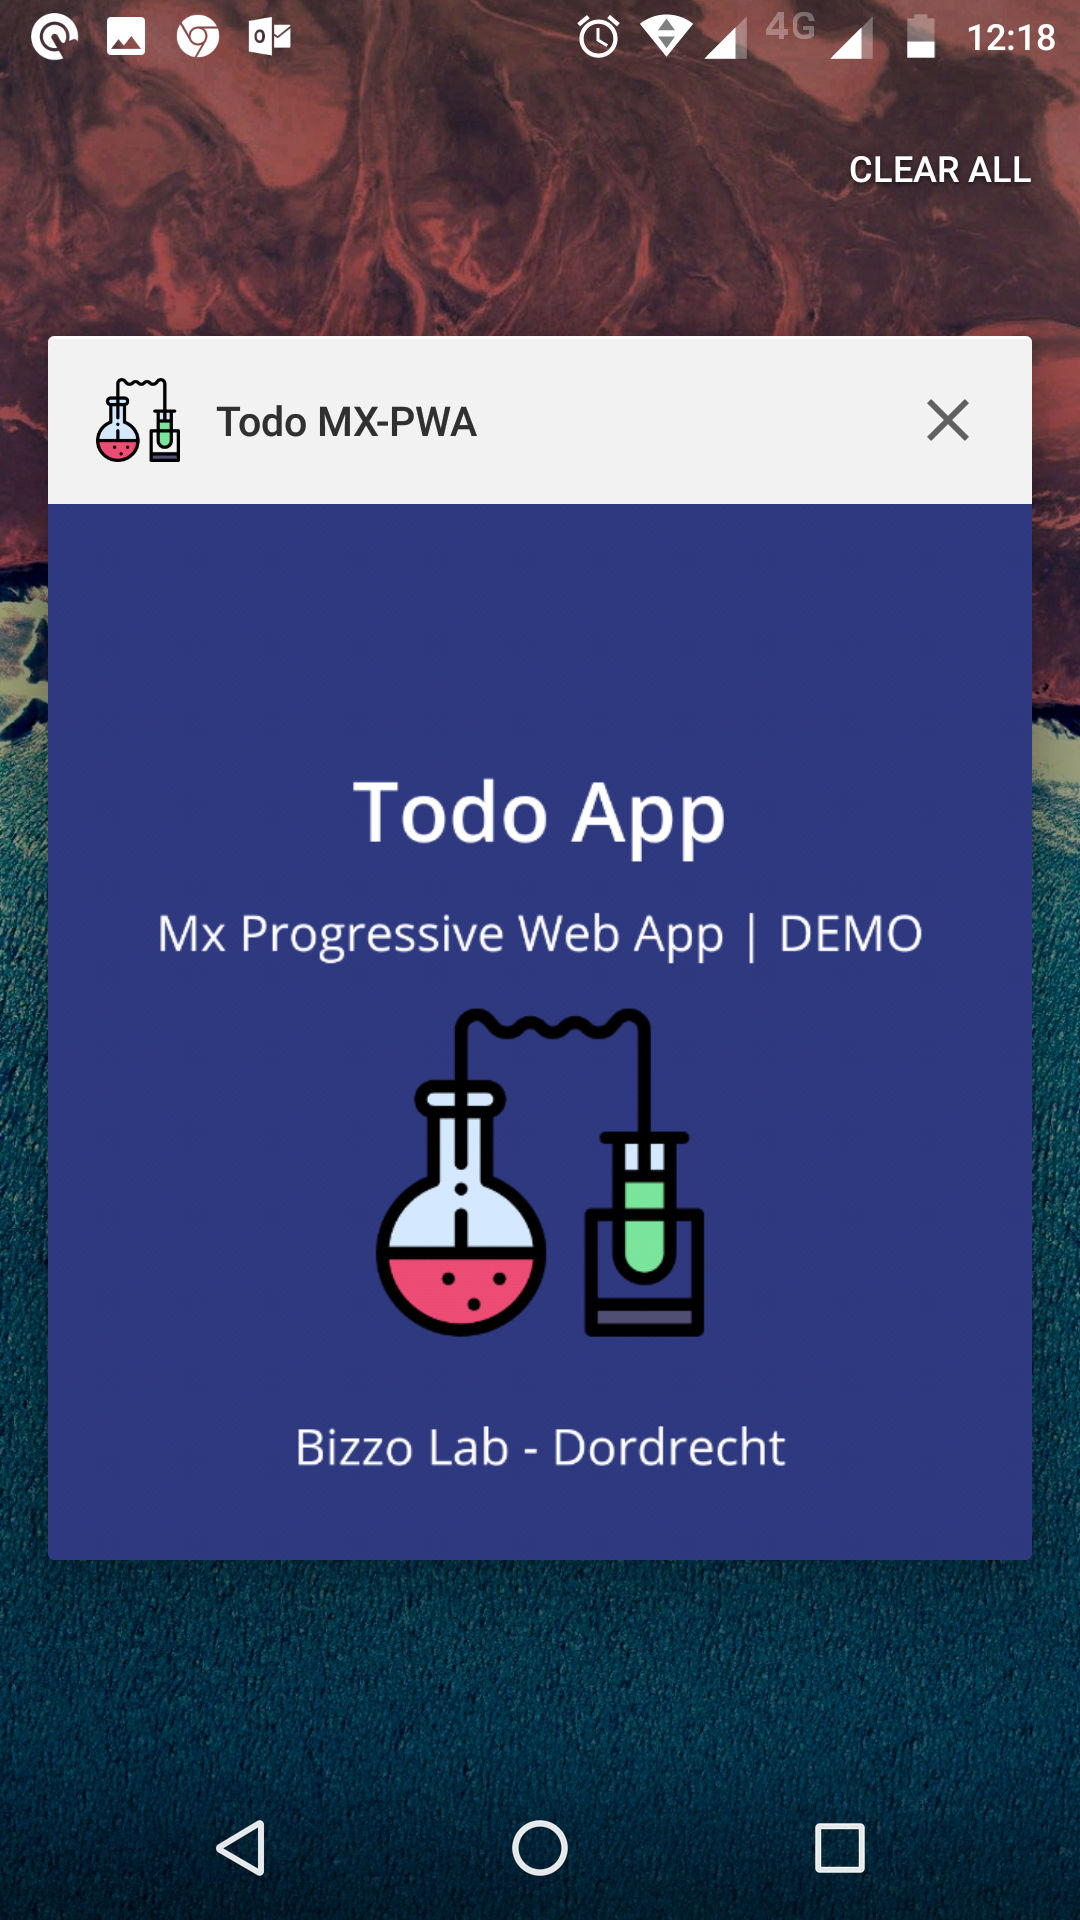 4G 12:18
CLEAR ALL
Todo MX-PWA
Todo App
Mx Progressive Web App | DEMO
Bizzo Lab - Dordrecht